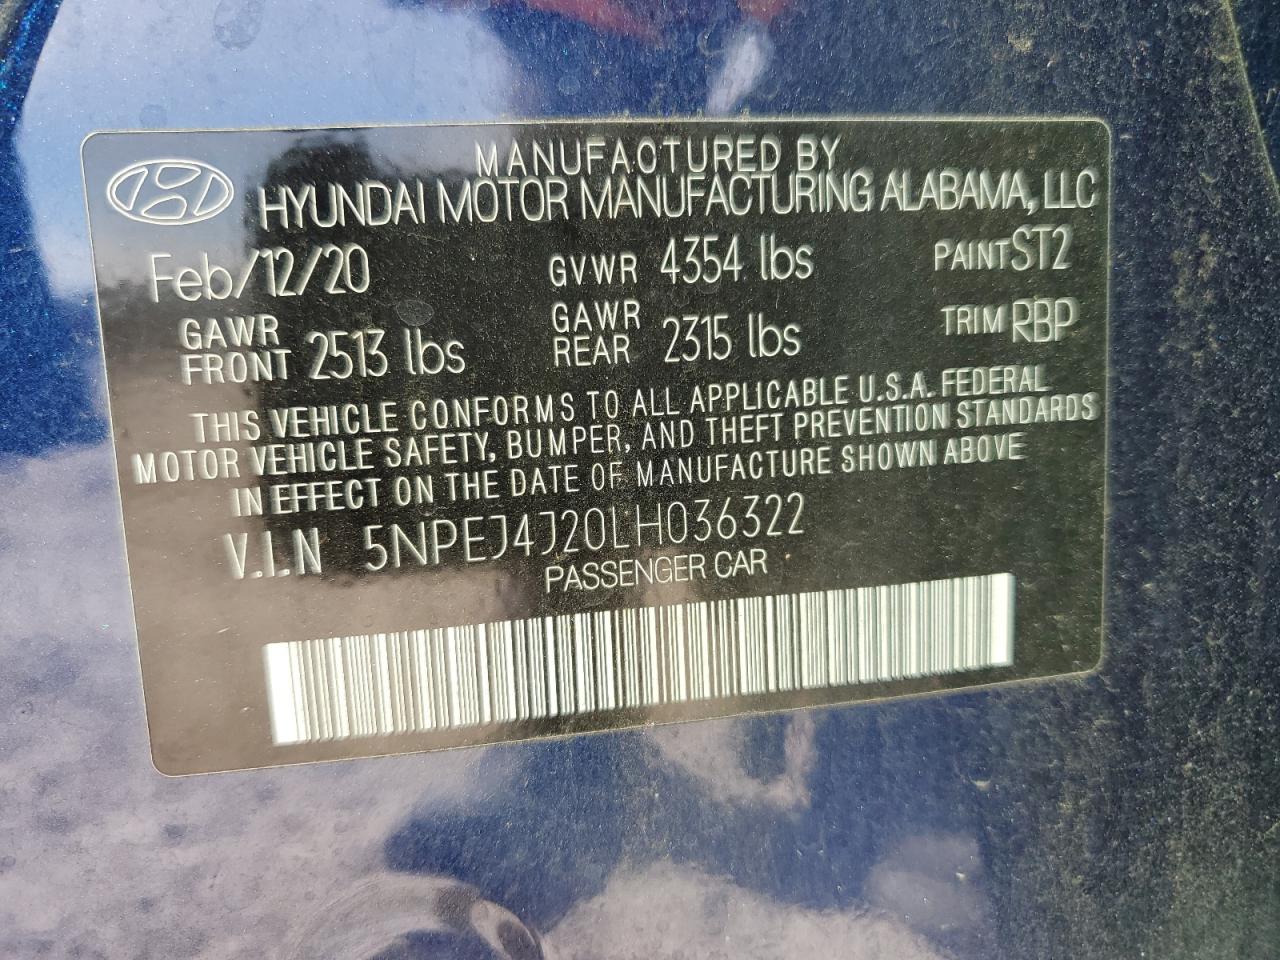 MANUFACTURED BY
HYUNDAI MOTOR MANUFACTURING ALABAMA, LLC
Feb/12/20 GVWR 4354 lbs PAINT ST2
GAWR FRONT 2513 lbs GAWR REAR 2315 lbs TRIM RBP
THIS VEHICLE CONFORMS TO ALL APPLICABLE U.S.A. FEDERAL
MOTOR VEHICLE SAFETY, BUMPER, AND THEFT PREVENTION STANDARDS
IN EFFECT ON THE DATE OF MANUFACTURE SHOWN ABOVE
V.I.N 5NPEJ4J20LH036322
PASSENGER CAR